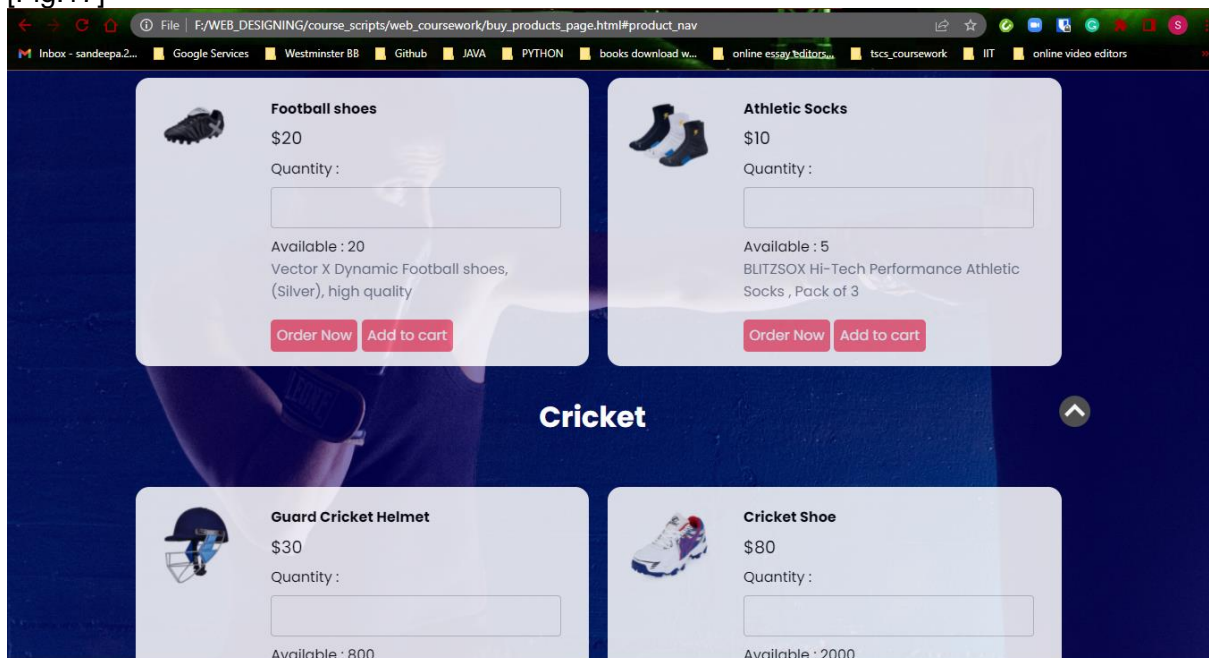 File | F:/WEB_DESIGNING/course_scripts/web_coursework/buy_products_page.html#product_nav
Inbox - sandeepa.2... Google Services Westminster BB Github JAVA PYTHON books download w... online essay editors... tscs_coursework IIT online video editors
Football shoes
$20
Quantity :
Available : 20
Vector X Dynamic Football shoes,
(Silver), high quality
Order Now Add to cart
Athletic Socks
$10
Quantity :
Available : 5
BLITZSOX Hi-Tech Performance Athletic
Socks , Pack of 3
Order Now Add to cart
Cricket
Guard Cricket Helmet
$30
Quantity :
Available : 800
Cricket Shoe
$80
Quantity :
Available : 2000